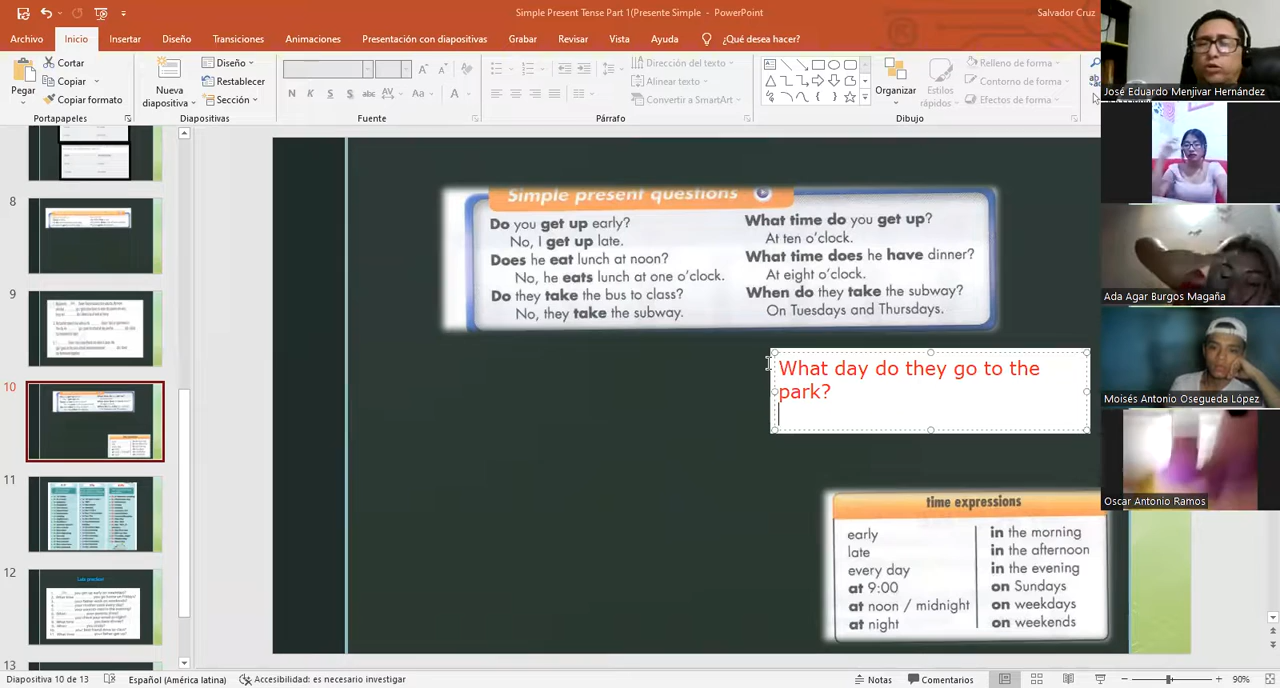 Simple Present Tense Part 1(Presente Simple - PowerPoint
Salvador Cruz
Archivo Inicio Insertar Diseño Transiciones Animaciones Presentación con diapositivas Grabar Revisar Vista Ayuda ¿Qué desea hacer?
Pegar
Cortar
Copiar
Copiar formato
Portapapeles
Nueva
diapositiva
Diseño
Restablecer
Sección
Diapositivas
Fuente
Dirección del texto
Alinear texto
Convertir a SmartArt
Párrafo
Organizar
Estilos
rápidos
Relleno de forma
Contorno de forma
Efectos de forma
Dibujo
José Eduardo Menjivar Hernández
Ada Agar Burgos Magaña
Moisés Antonio Osegueda López
Oscar Antonio Ramos
8
9
10
11
12
13
Simple present questions
Do you get up early?
No, I get up late.
Does he eat lunch at noon?
No, he eats lunch at one o'clock.
Do they take the bus to class?
No, they take the subway.
What time do you get up?
At ten o'clock.
What time does he have dinner?
At eight o'clock.
When do they take the subway?
On Tuesdays and Thursdays.
What day do they go to the
park?
time expressions
early
late
every day
at 9:00
at noon / midnight
at night
in the morning
in the afternoon
in the evening
on Sundays
on weekdays
on weekends
Diapositiva 10 de 13
Español (América latina)
Accesibilidad: es necesario investigar
Notas
Comentarios
90%